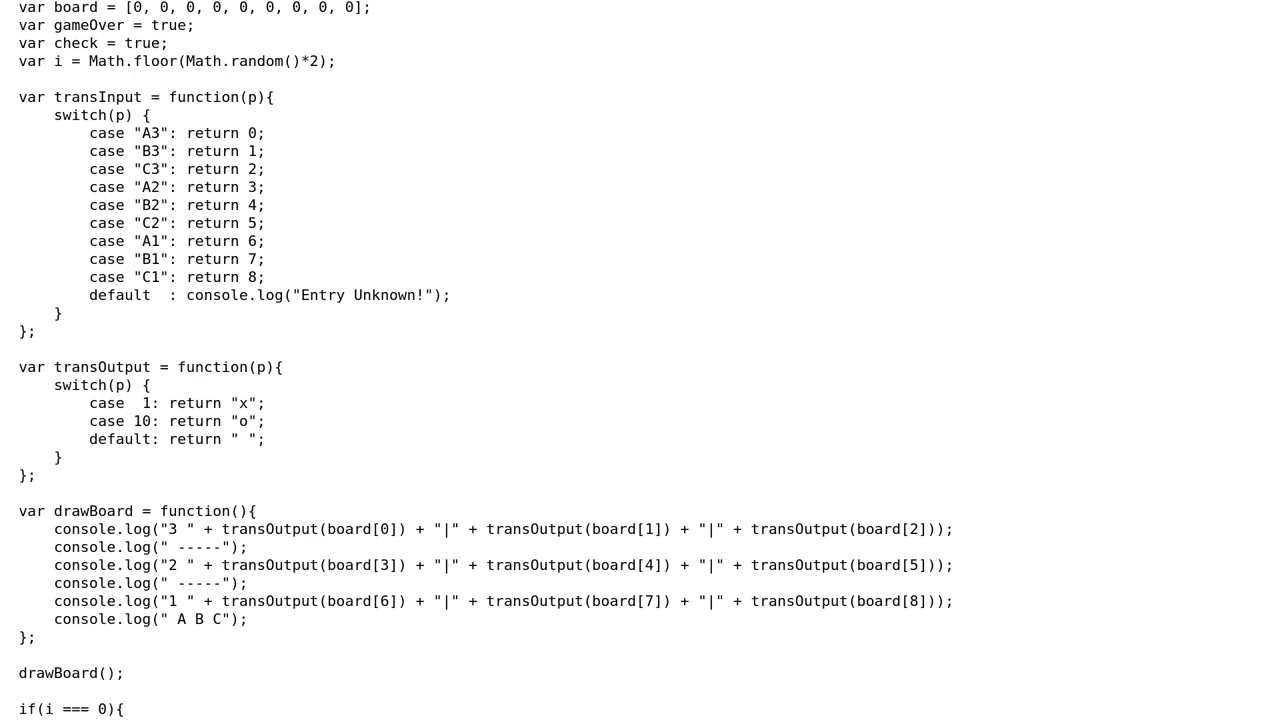 var board = [0, 0, 0, 0, 0, 0, 0, 0, 0];
var gameOver = true;
var check = true;
var i = Math.floor(Math.random()*2);

var transInput = function(p){
    switch(p) {
        case "A3": return 0;
        case "B3": return 1;
        case "C3": return 2;
        case "A2": return 3;
        case "B2": return 4;
        case "C2": return 5;
        case "A1": return 6;
        case "B1": return 7;
        case "C1": return 8;
        default  : console.log("Entry Unknown!");
    }
};

var transOutput = function(p){
    switch(p) {
        case  1: return "x";
        case 10: return "o";
        default: return " ";
    }
};

var drawBoard = function(){
    console.log("3 " + transOutput(board[0]) + "|" + transOutput(board[1]) + "|" + transOutput(board[2]));
    console.log(" -----");
    console.log("2 " + transOutput(board[3]) + "|" + transOutput(board[4]) + "|" + transOutput(board[5]));
    console.log(" -----");
    console.log("1 " + transOutput(board[6]) + "|" + transOutput(board[7]) + "|" + transOutput(board[8]));
    console.log(" A B C");
};

drawBoard();

if(i === 0){